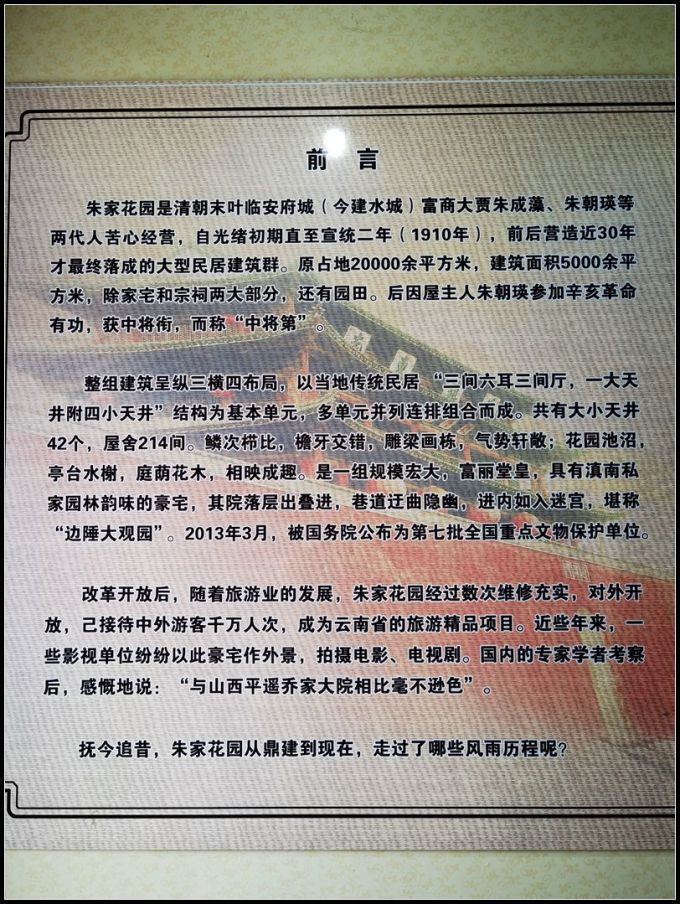 前 言
朱家花园是清朝末叶临安府城（今建水城）富商大贾朱成藻、朱朝瑛等
两代人苦心经营，自光绪初期直至宣统二年（1910年），前后营造近30年
才最终落成的大型民居建筑群。原占地20000余平方米，建筑面积5000余平
方米，除家宅和宗祠两大部分，还有园田。后因屋主人朱朝瑛参加辛亥革命
有功，获中将衔，而称“中将第”。
整组建筑呈纵三横四布局，以当地传统民居“三间六耳三间厅，一大天
井附四小天井”结构为基本单元，多单元并列连排组合而成。共有大小天井
42个，屋舍214间。鳞次栉比，檐牙交错，雕梁画栋，气势轩敞；花园池沼，
亭台水榭，庭荫花木，相映成趣。是一组规模宏大，富丽堂皇，具有滇南私
家园林韵味的豪宅，其院落层出叠进，巷道迂曲隐幽，进内如入迷宫，堪称
“边陲大观园”。2013年3月，被国务院公布为第七批全国重点文物保护单位。
改革开放后，随着旅游业的发展，朱家花园经过数次维修充实，对外开
放，己接待中外游客千万人次，成为云南省的旅游精品项目。近些年来，一
些影视单位纷纷以此豪宅作外景，拍摄电影、电视剧。国内的专家学者考察
后，感慨地说：“与山西平遥乔家大院相比毫不逊色”。
抚今追昔，朱家花园从鼎建到现在，走过了哪些风雨历程呢？